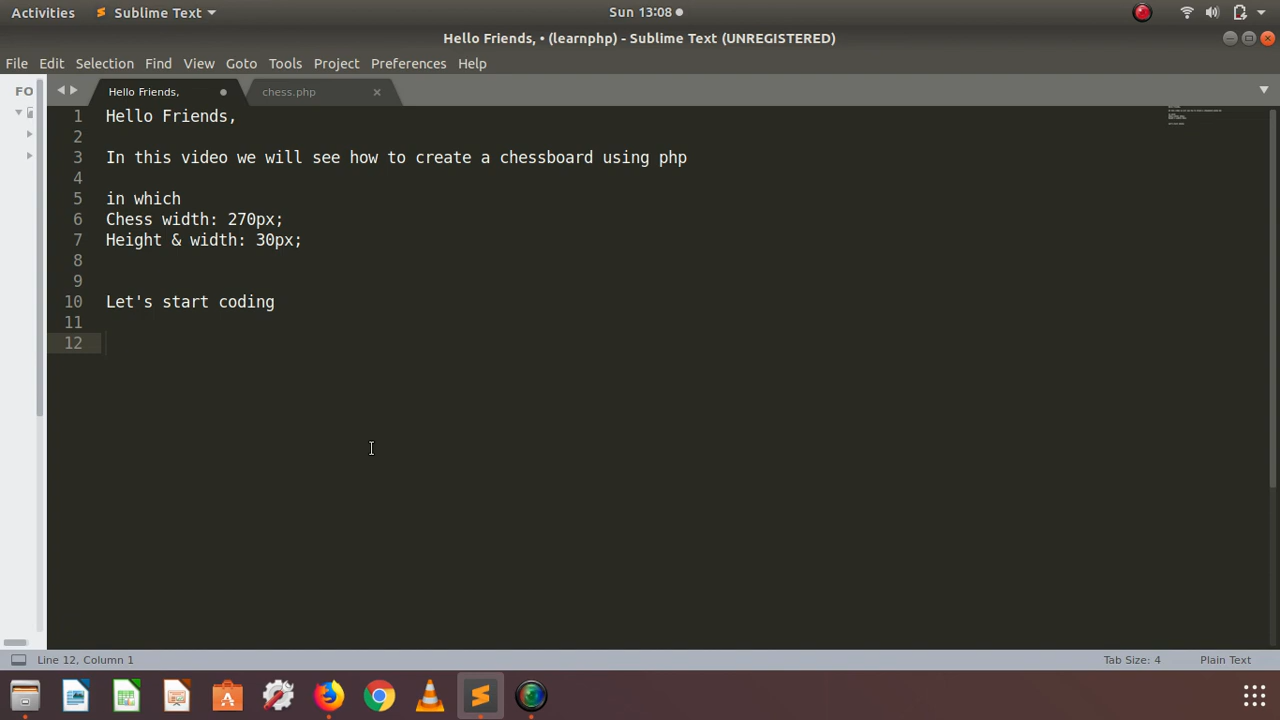 Activities Sublime Text Sun 13:08
Hello Friends, • (learnphp) - Sublime Text (UNREGISTERED)
File Edit Selection Find View Goto Tools Project Preferences Help
FO Hello Friends, chess.php
1 Hello Friends,
2
3 In this video we will see how to create a chessboard using php
4
5 in which
6 Chess width: 270px;
7 Height & width: 30px;
8
9
10 Let's start coding
11
12
Line 12, Column 1 Tab Size: 4 Plain Text